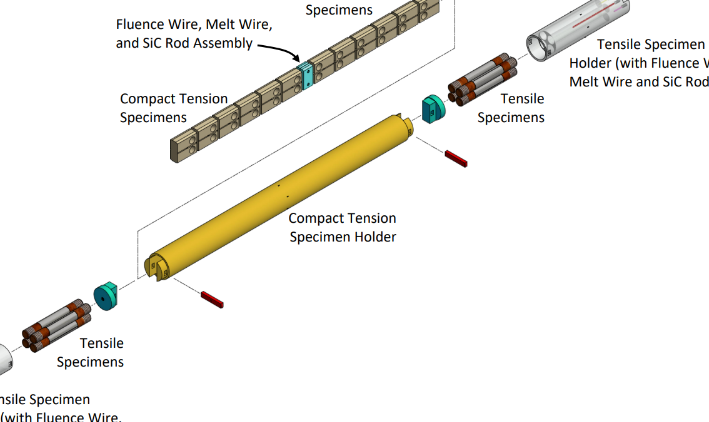 Specimens
Fluence Wire, Melt Wire,
and SiC Rod Assembly
Tensile Specimen
Holder (with Fluence
Melt Wire and SiC Rod
Compact Tension
Specimens
Tensile
Specimens
Compact Tension
Specimen Holder
Tensile
Specimens
Specimen
(with Fluence Wire,